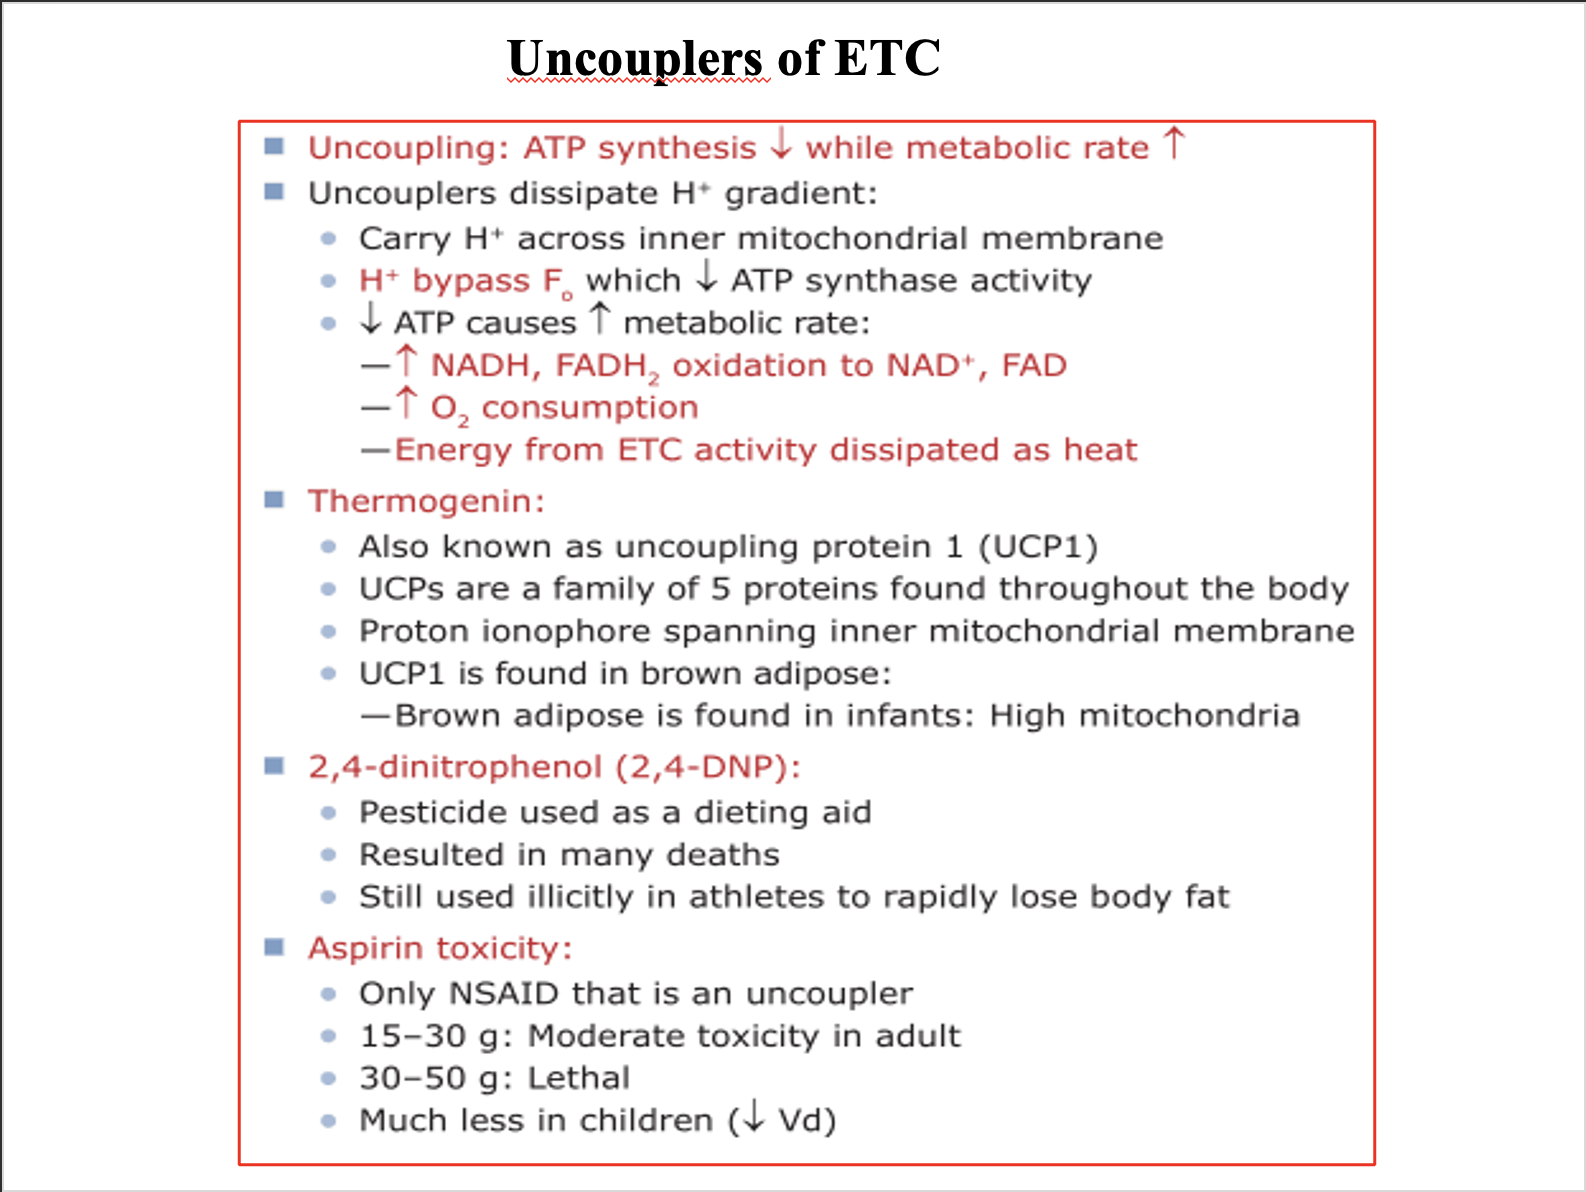 Uncouplers of ETC
■ Uncoupling: ATP synthesis ↓ while metabolic rate ↑
■ Uncouplers dissipate H⁺ gradient:
● Carry H⁺ across inner mitochondrial membrane
● H⁺ bypass Fₒ which ↓ ATP synthase activity
● ↓ ATP causes ↑ metabolic rate:
—↑ NADH, FADH₂ oxidation to NAD⁺, FAD
—↑ O₂ consumption
—Energy from ETC activity dissipated as heat
■ Thermogenin:
● Also known as uncoupling protein 1 (UCP1)
● UCPs are a family of 5 proteins found throughout the body
● Proton ionophore spanning inner mitochondrial membrane
● UCP1 is found in brown adipose:
—Brown adipose is found in infants: High mitochondria
■ 2,4-dinitrophenol (2,4-DNP):
● Pesticide used as a dieting aid
● Resulted in many deaths
● Still used illicitly in athletes to rapidly lose body fat
■ Aspirin toxicity:
● Only NSAID that is an uncoupler
● 15–30 g: Moderate toxicity in adult
● 30–50 g: Lethal
● Much less in children (↓ Vd)